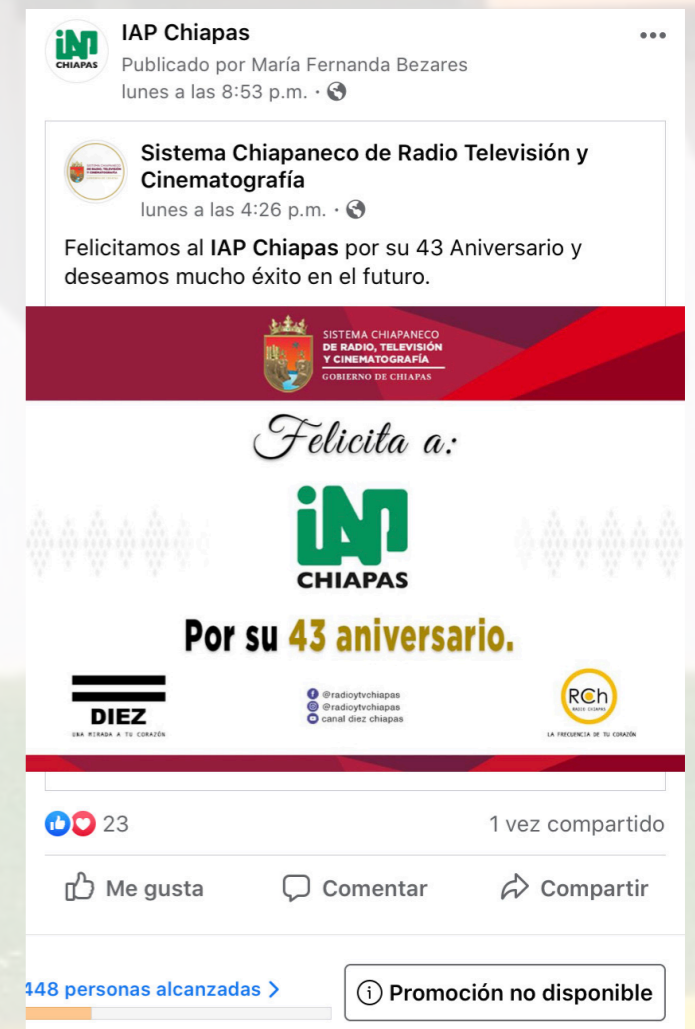 IAP Chiapas
Publicado por María Fernanda Bezares
lunes a las 8:53 p.m. ·
Sistema Chiapaneco de Radio Televisión y
Cinematografía
lunes a las 4:26 p.m. ·
Felicitamos al IAP Chiapas por su 43 Aniversario y
deseamos mucho éxito en el futuro.
SISTEMA CHIAPANECO
DE RADIO, TELEVISIÓN
Y CINEMATOGRAFÍA
GOBIERNO DE CHIAPAS
Felicita a:
iAP
CHIAPAS
Por su 43 aniversario.
DIEZ
UNA MIRADA A TU CORAZÓN
@radioytvchiapas
@radioytvchiapas
canal diez chiapas
RCh
RADIO CHIAPAS
LA FRECUENCIA DE TU CORAZÓN
23
1 vez compartido
Me gusta
Comentar
Compartir
448 personas alcanzadas >
Promoción no disponible